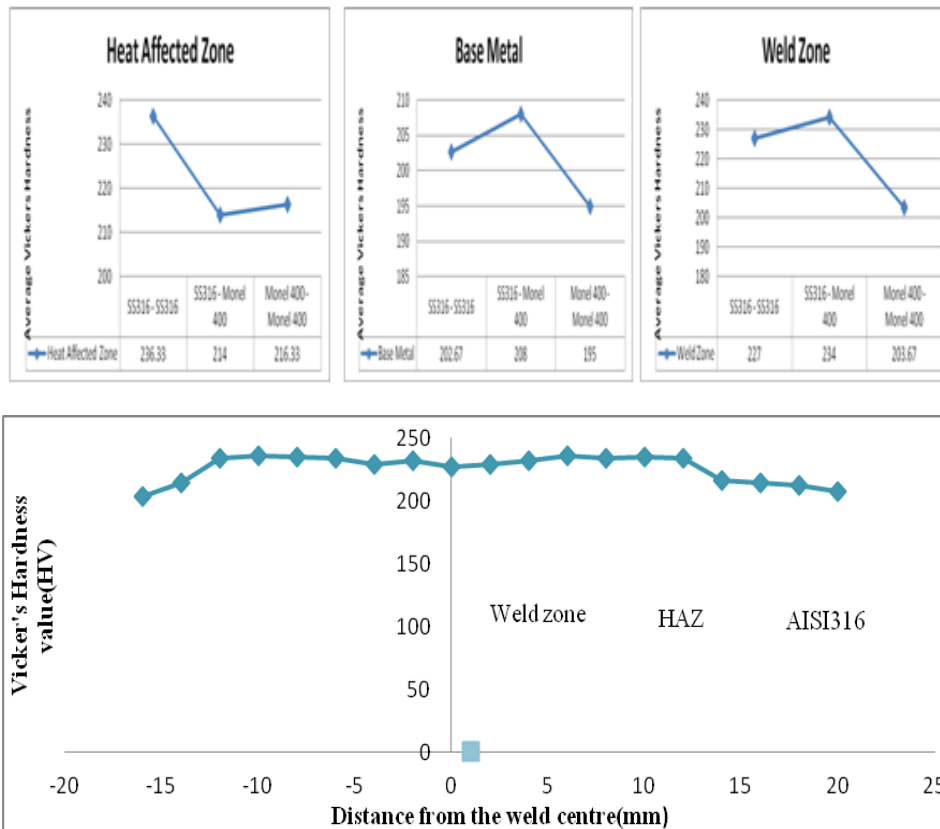 Heat Affected Zone
Average Vickers Hardness
240
230
220
210
200
SS316 - SS316
SS316 - Monel
400
Monel 400-
Monel 400
Heat Affected Zone
236.33
214
216.33
Base Metal
Average Vickers Hardness
210
205
200
195
190
185
SS316 - SS316
SS316 - Monel
400
Monel 400-
Monel 400
Base Metal
202.67
208
195
Weld Zone
Average Vickers Hardness
240
230
220
210
200
190
180
SS316 - SS316
SS316 - Monel
400
Monel 400-
Monel 400
Weld Zone
227
234
203.67
Vicker's Hardness
value(HV)
250
200
150
100
50
0
Weld zone
HAZ
AISI316
-20
-15
-10
-5
0
5
10
15
20
25
Distance from the weld centre(mm)